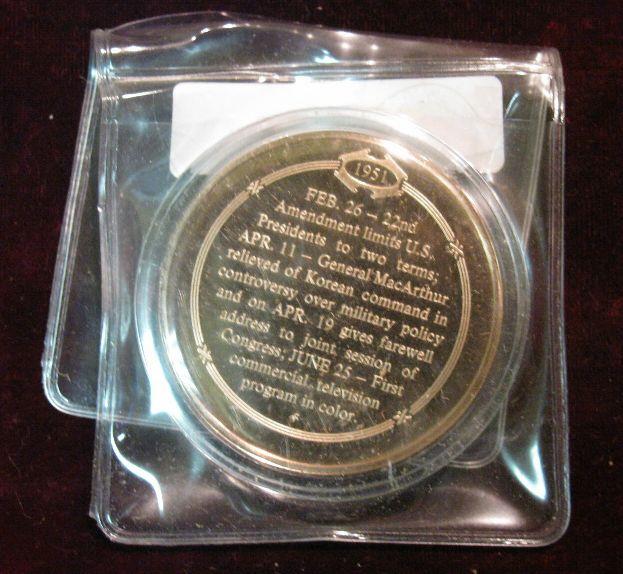 1951
FEB. 26 – 22nd
Amendment limits U.S.
Presidents to two terms;
APR. 11 – General MacArthur
relieved of Korean command in
controversy over military policy
and on APR. 19 gives farewell
address to joint session of
Congress; JUNE 25 – First
commercial television
program in color.